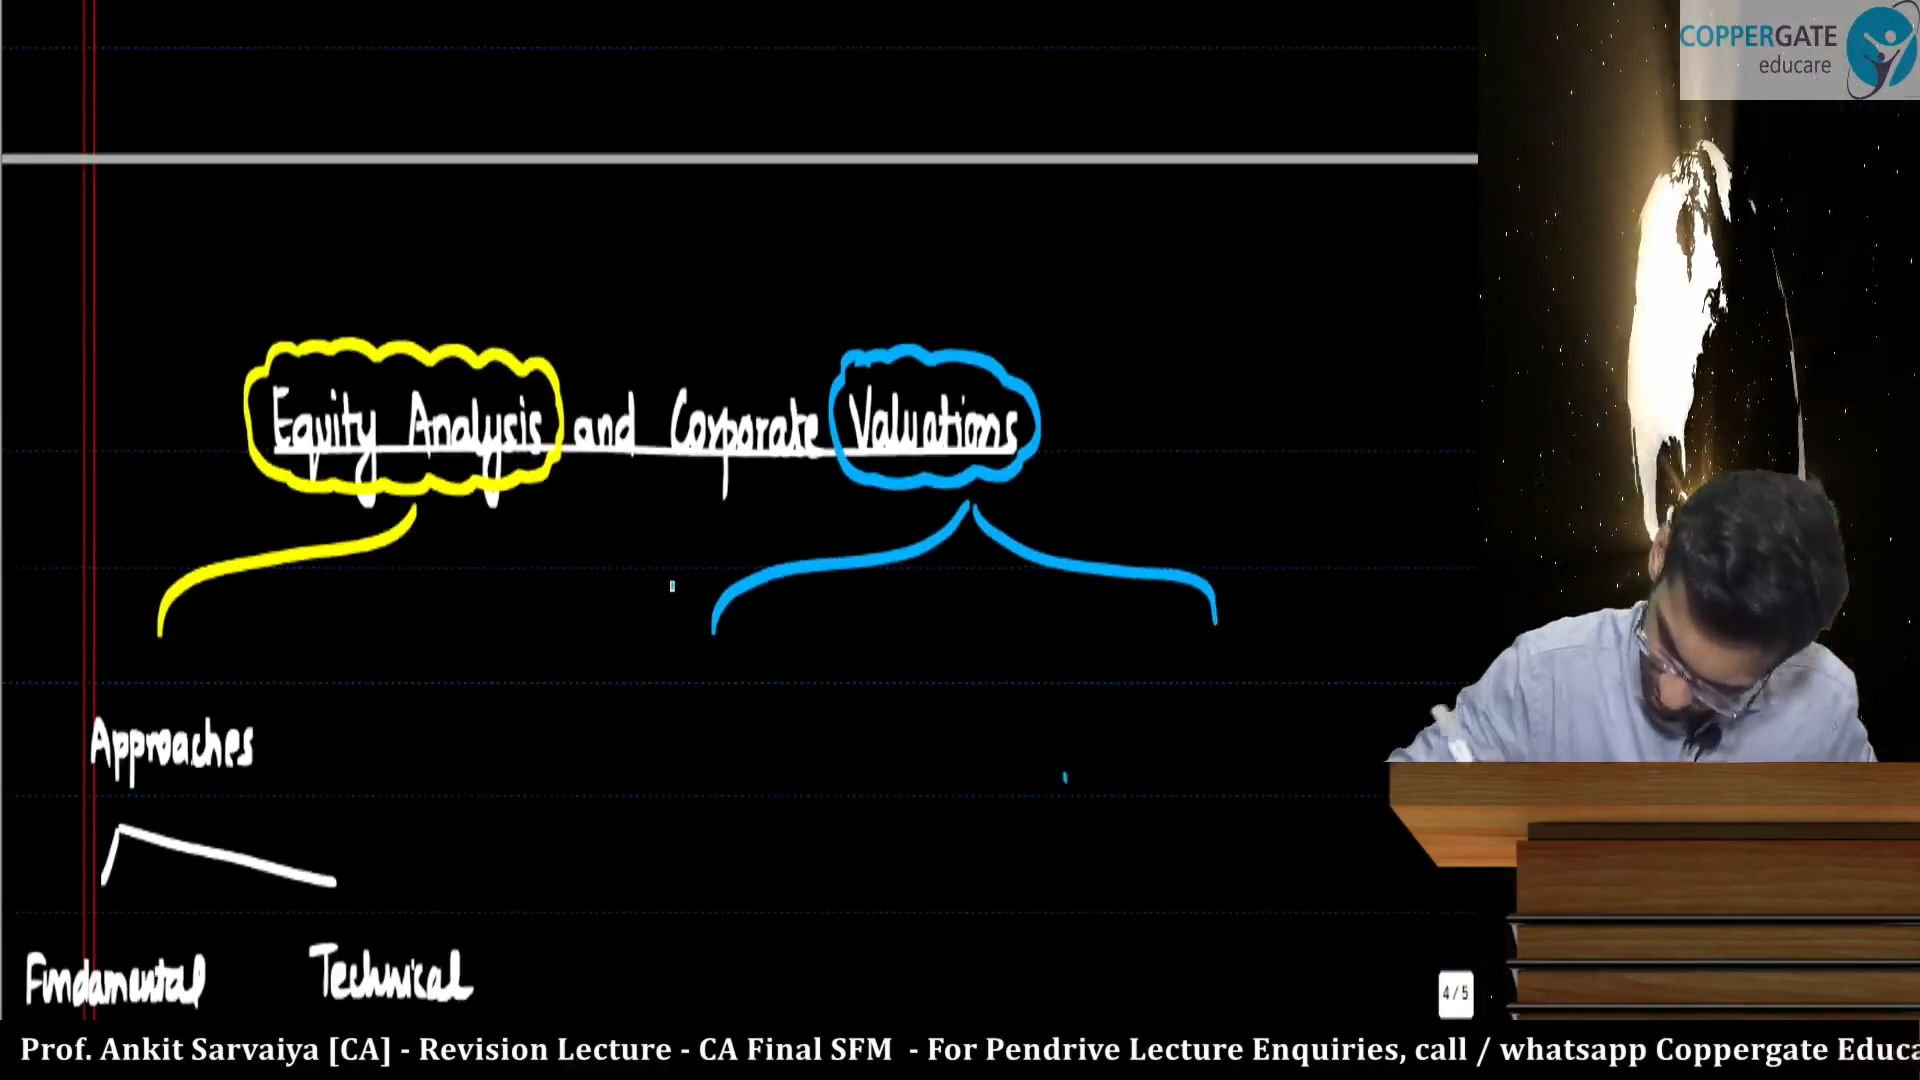 COPPERGATE
educare
Equity Analysis and Corporate Valuations
Approaches
Fundamental Technical
4/5
Prof. Ankit Sarvaiya [CA] - Revision Lecture - CA Final SFM - For Pendrive Lecture Enquiries, call / whatsapp Coppergate Educa